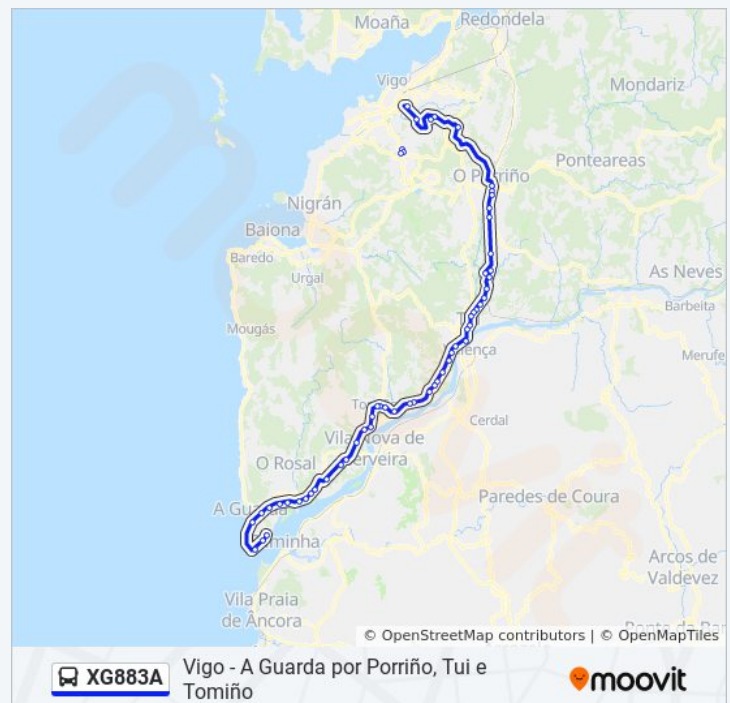 Moaña
Redondela
Vigo
Mondariz
Ponteareas
O Porriño
Nigrán
Baiona
Baredo
Urgal
As Neves
Barbeita
Mougás
Merufe
Cerdal
Vila Nova de
Cerveira
O Rosal
Paredes de Coura
A Guarda
Arcos de
Valdevez
Vila Praia
de Âncora
© OpenStreetMap contributors | © OpenMapTiles
XG883A
Vigo - A Guarda por Porriño, Tui e
Tomiño
moovit